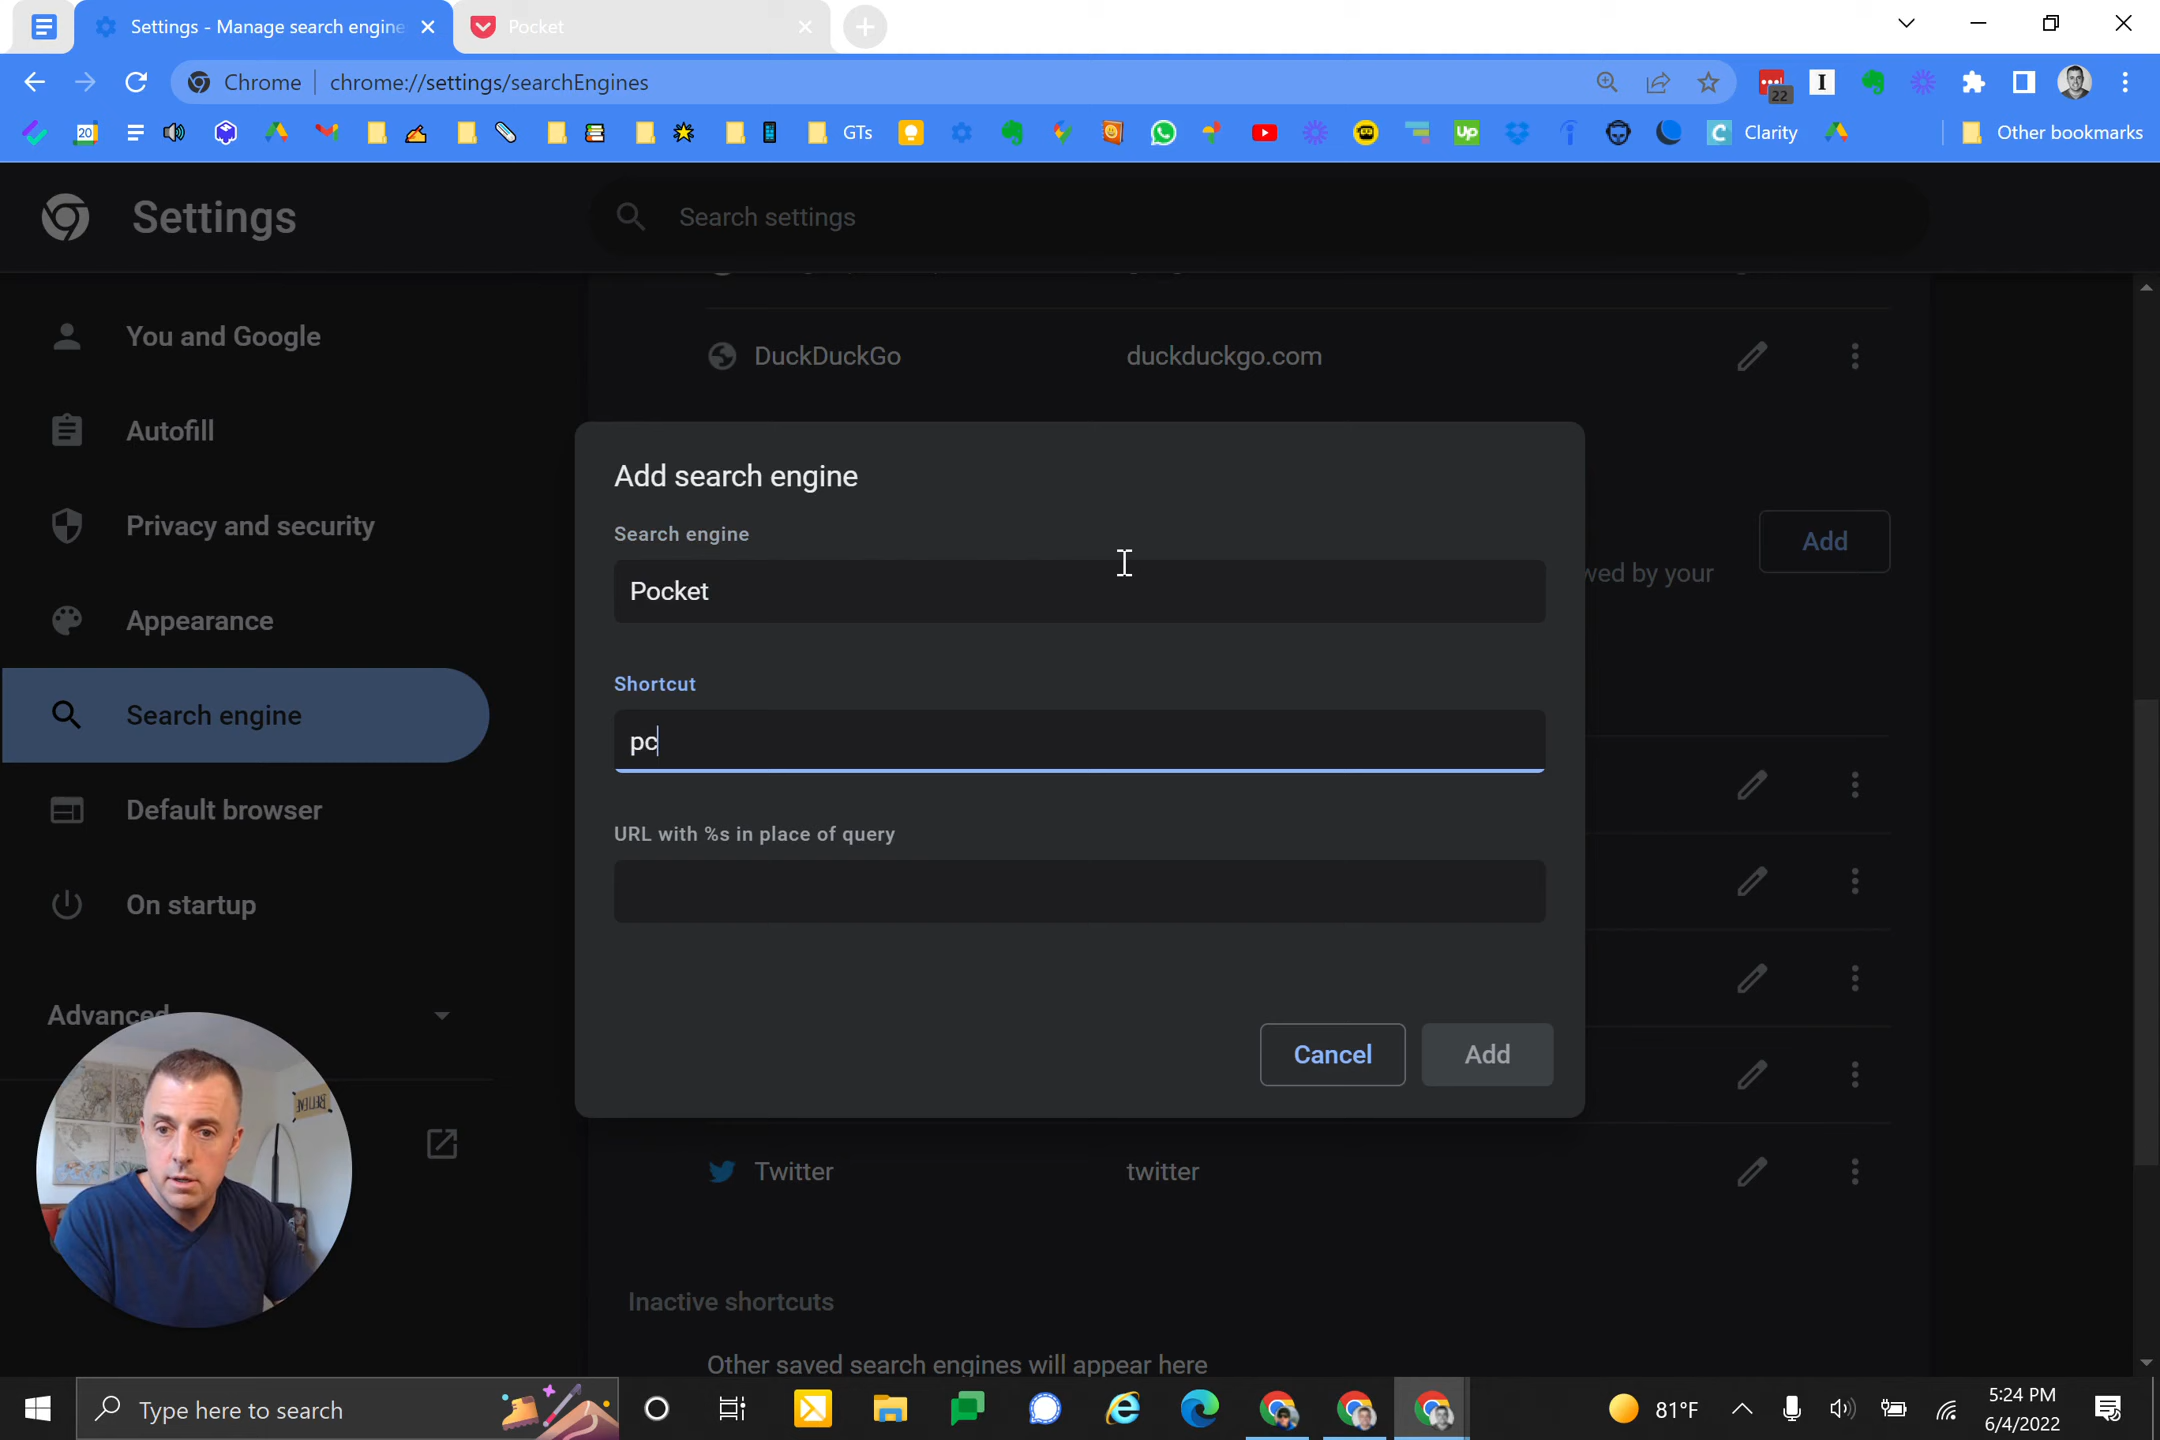 Settings - Manage search engine
Pocket
Chrome
chrome://settings/searchEngines
22
20
GTs
Up
Clarity
Other bookmarks
Settings
Search settings
You and Google
DuckDuckGo
duckduckgo.com
Autofill
Add search engine
Privacy and security
Search engine
Add
wed by your
Pocket
Appearance
Shortcut
Search engine
pc
Default browser
URL with %s in place of query
On startup
Advanced
Cancel
Add
BELIEVE
Twitter
twitter
Inactive shortcuts
Other saved search engines will appear here
Type here to search
81°F
5:24 PM
6/4/2022